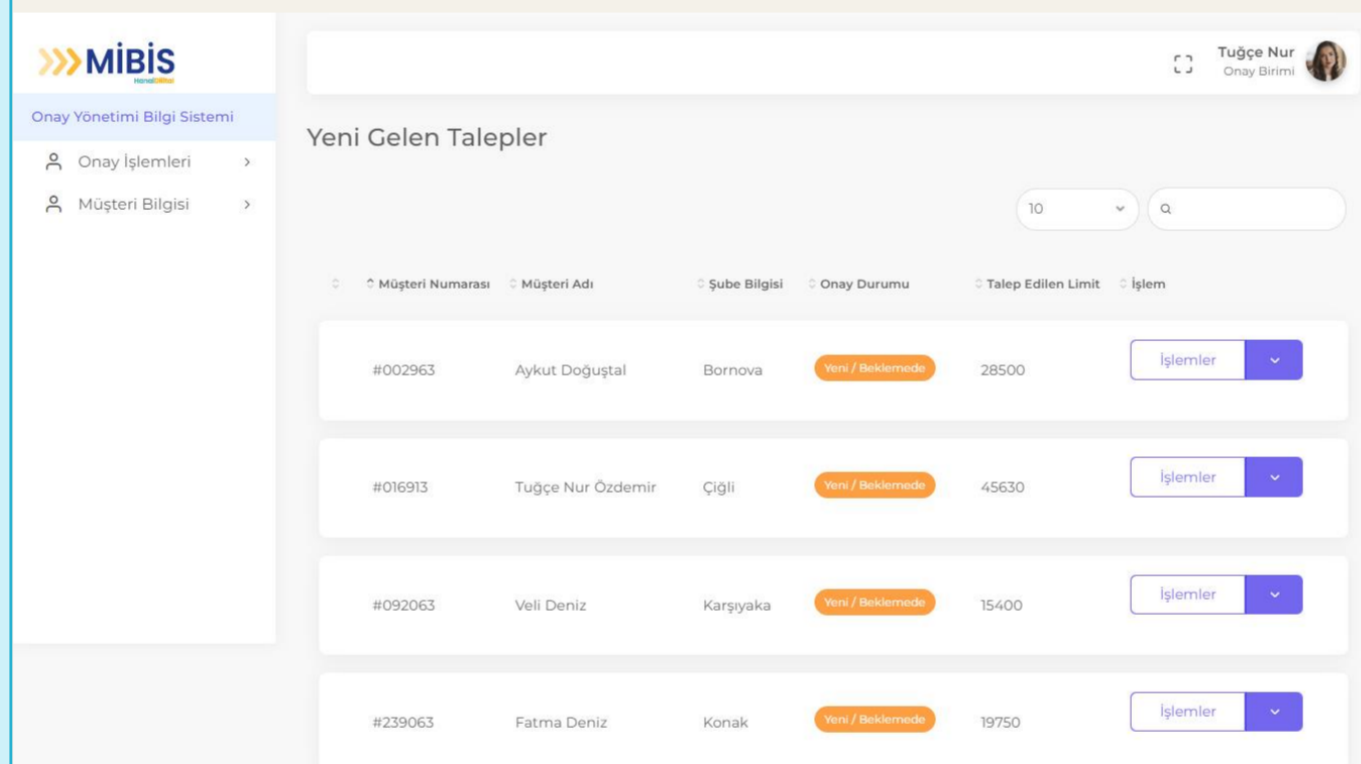 MİBİS
Tuğçe Nur
Onay Birimi
Onay Yönetimi Bilgi Sistemi
Onay İşlemleri
Müşteri Bilgisi
Yeni Gelen Talepler
10
Müşteri Numarası Müşteri Adı Şube Bilgisi Onay Durumu Talep Edilen Limit İşlem
#002963 Aykut Doğuştal Bornova Yeni / Beklemede 28500 İşlemler
#016913 Tuğçe Nur Özdemir Çiğli Yeni / Beklemede 45630 İşlemler
#092063 Veli Deniz Karşıyaka Yeni / Beklemede 15400 İşlemler
#239063 Fatma Deniz Konak Yeni / Beklemede 19750 İşlemler